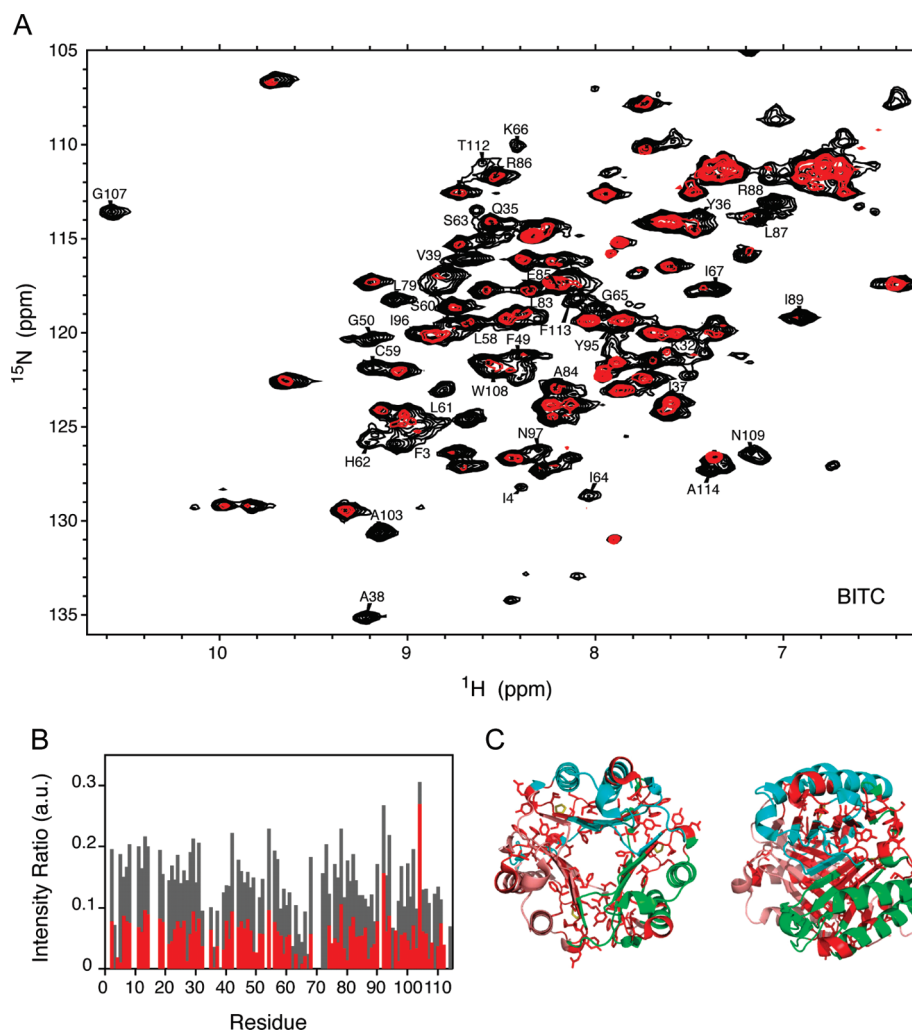 A
105
110
115
120
125
130
135
15N (ppm)
K66
T112
R86
G107
R88
Q35
Y36
S63
L87
V39
F85
I67
L79
G65
S60
L83
I89
I96
F113
G50
L58
F49
K32
Y95
C59
A84
W108
I37
L61
N97
N109
H62
F3
I4
I64
A114
A103
A38
BITC
10 9 8 7
1H (ppm)
B
0.3
0.2
0.1
0
Intensity Ratio (a.u.)
0 10 20 30 40 50 60 70 80 90 100 110
Residue
C